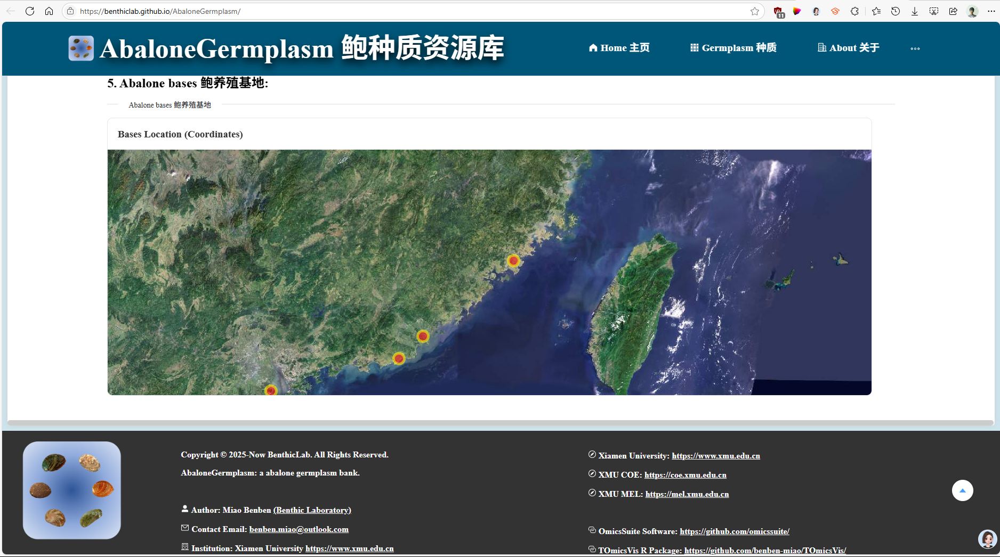 https://benthiclab.github.io/AbaloneGermplasm/
11
AbaloneGermplasm 鲍种质资源库
Home 主页
Germplasm 种质
About 关于
5. Abalone bases 鲍养殖基地:
Abalone bases 鲍养殖基地
Bases Location (Coordinates)
Copyright © 2025-Now BenthicLab. All Rights Reserved.
AbaloneGermplasm: a abalone germplasm bank.
Author: Miao Benben (Benthic Laboratory)
Contact Email: benben.miao@outlook.com
Institution: Xiamen University https://www.xmu.edu.cn
Xiamen University: https://www.xmu.edu.cn
XMU COE: https://coe.xmu.edu.cn
XMU MEL: https://mel.xmu.edu.cn
OmicsSuite Software: https://github.com/omicssuite/
TOmicsVis R Package: https://github.com/benben-miao/TOmicsVis/